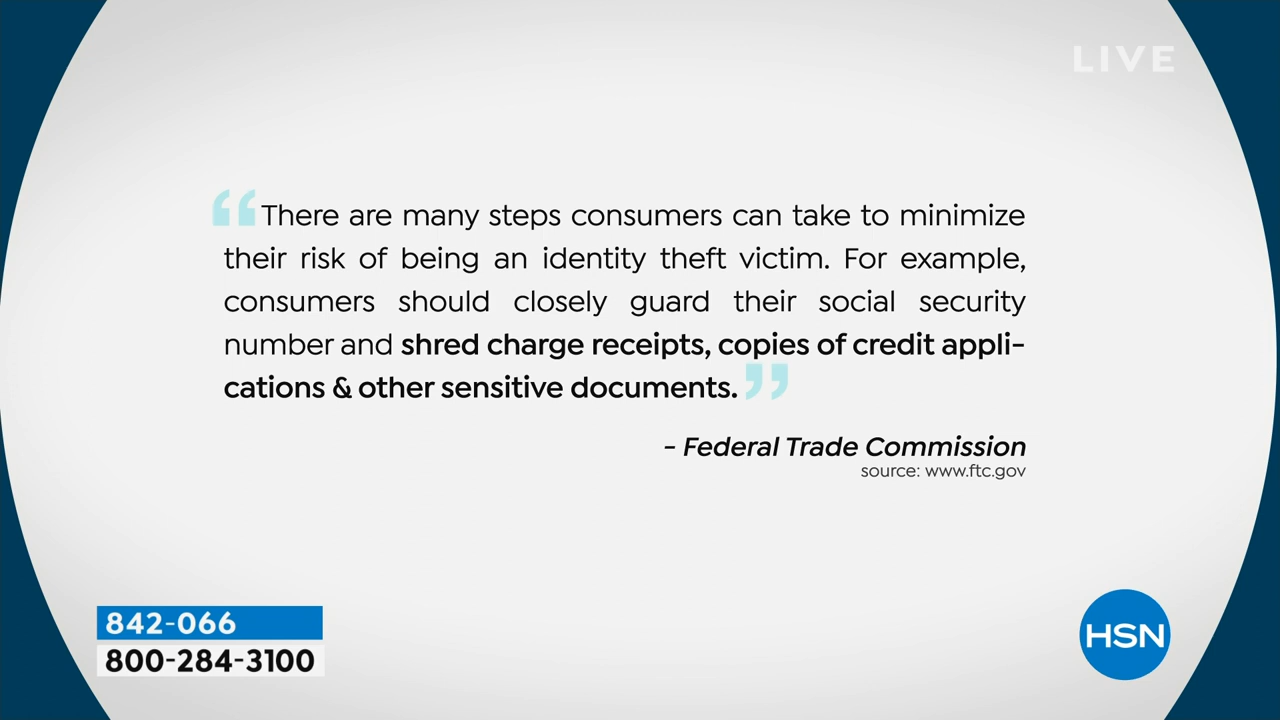 LIVE
“There are many steps consumers can take to minimize
their risk of being an identity theft victim. For example,
consumers should closely guard their social security
number and shred charge receipts, copies of credit appli-
cations & other sensitive documents.”
- Federal Trade Commission
source: www.ftc.gov
842-066
800-284-3100
HSN